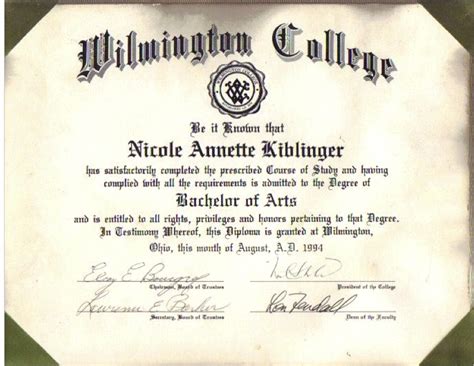 Wilmington College
Be it Known that
Nicole Annette Kiblinger
has satisfactorily completed the prescribed Course of Study and having
complied with all the requirements is admitted to the Degree of
Bachelor of Arts
and is entitled to all rights, privileges and honors pertaining to that Degree.
In Testimony Whereof, this Diploma is granted at Wilmington,
Ohio, this month of August, A.D. 1994
Chairman, Board of Trustees
President of the College
Lawrence E Barker
Secretary, Board of Trustees
Dean of the Faculty